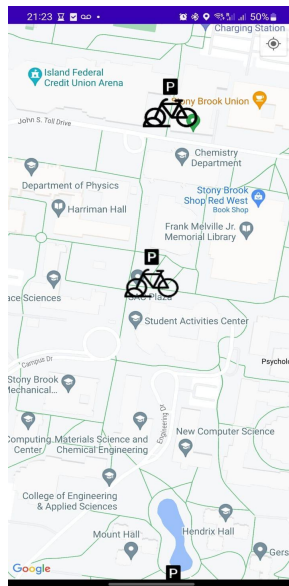 21:23
50%
Charging Station
Island Federal
Credit Union Arena
P
Stony Brook Union
John S. Toll Drive
Chemistry
Department
Department of Physics
Stony Brook
Shop Red West
Book Shop
Harriman Hall
Frank Melville Jr.
Memorial Library
P
SAC Plaza
ace Sciences
Student Activities Center
Campus Dr
Psycholo
Stony Brook
Mechanical...
Engineering Dr
Computing
Center
Materials Science and
Chemical Engineering
New Computer Science
College of Engineering
& Applied Sciences
Mount Hall
Hendrix Hall
Gers
Google
P